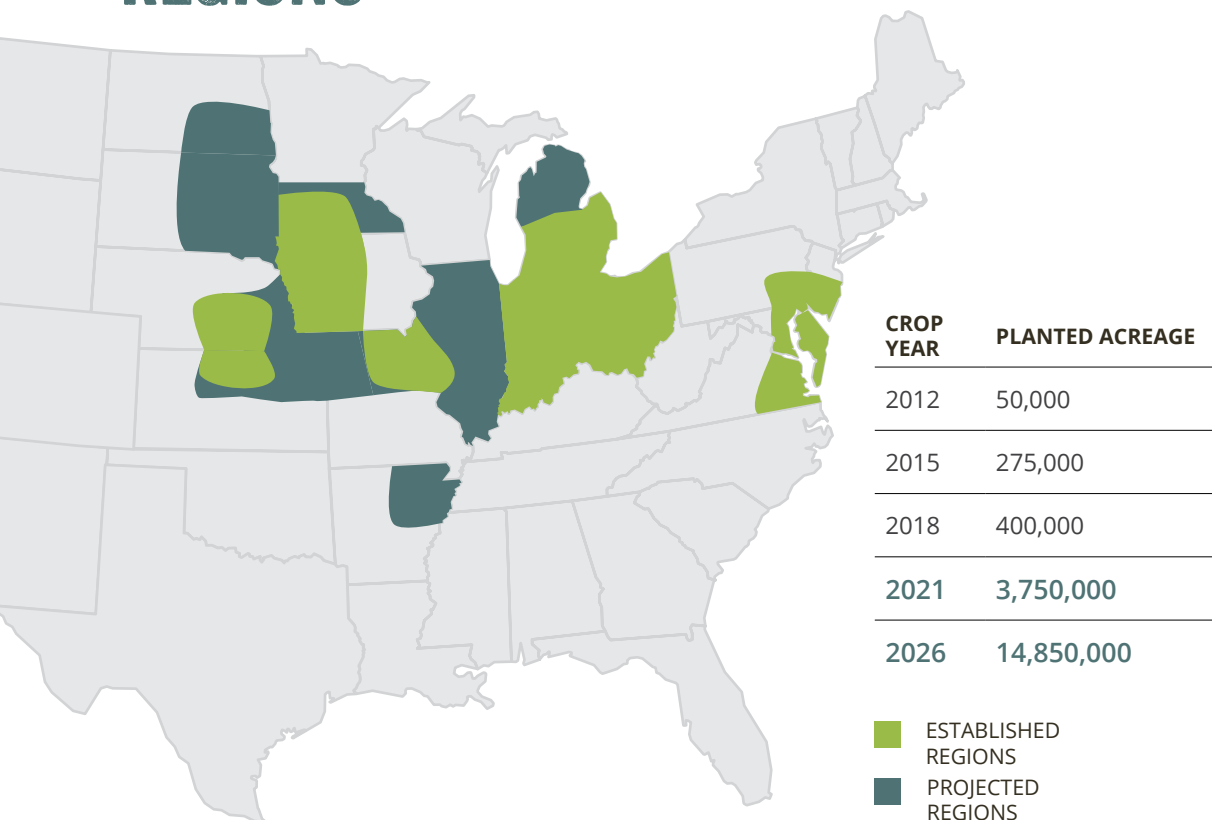 REGIONS
CROP
YEAR
PLANTED ACREAGE
2012 50,000
2015 275,000
2018 400,000
2021 3,750,000
2026 14,850,000
ESTABLISHED
REGIONS
PROJECTED
REGIONS